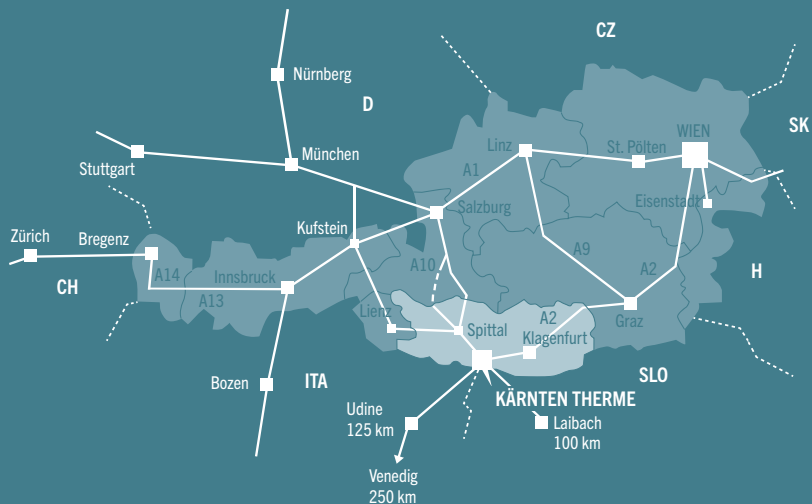 CZ
Nürnberg
D
WIEN
SK
Linz
St. Pölten
München
Stuttgart
A1
Eisenstadt
Salzburg
Kufstein
Zürich
Bregenz
A9
A10
A2
H
CH
A14
Innsbruck
A13
Lienz
Spittal
A2
Klagenfurt
Graz
ITA
Bozen
SLO
KÄRNTEN THERME
Udine
125 km
Laibach
100 km
Venedig
250 km